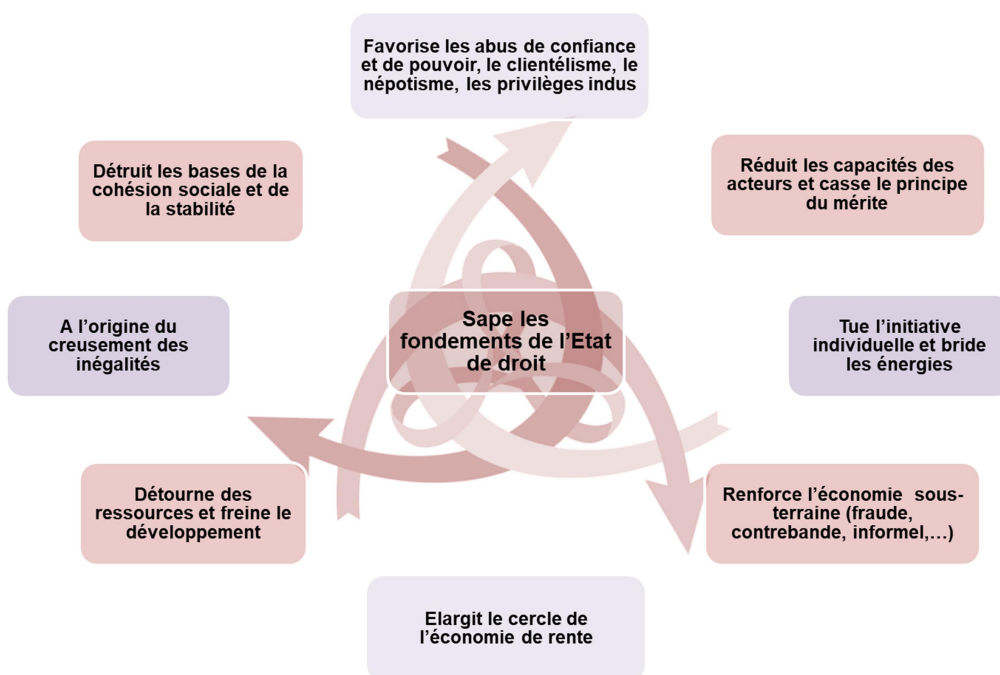 Favorise les abus de confiance
et de pouvoir, le clientélisme, le
népotisme, les privilèges indus
Détruit les bases de la
cohésion sociale et de
la stabilité
Réduit les capacités des
acteurs et casse le principe
du mérite
A l’origine du
creusement des
inégalités
Sape les
fondements de l’Etat
de droit
Tue l’initiative
individuelle et bride
les énergies
Détourne des
ressources et freine le
développement
Renforce l’économie sous-
terraine (fraude,
contrebande, informel,…)
Elargit le cercle de
l’économie de rente